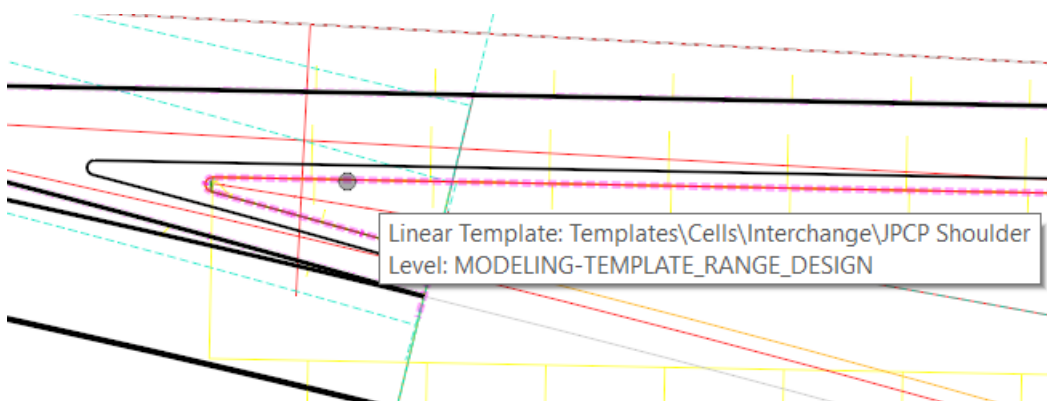 Linear Template: Templates\Cells\Interchange\JPCP Shoulder
Level: MODELING-TEMPLATE_RANGE_DESIGN